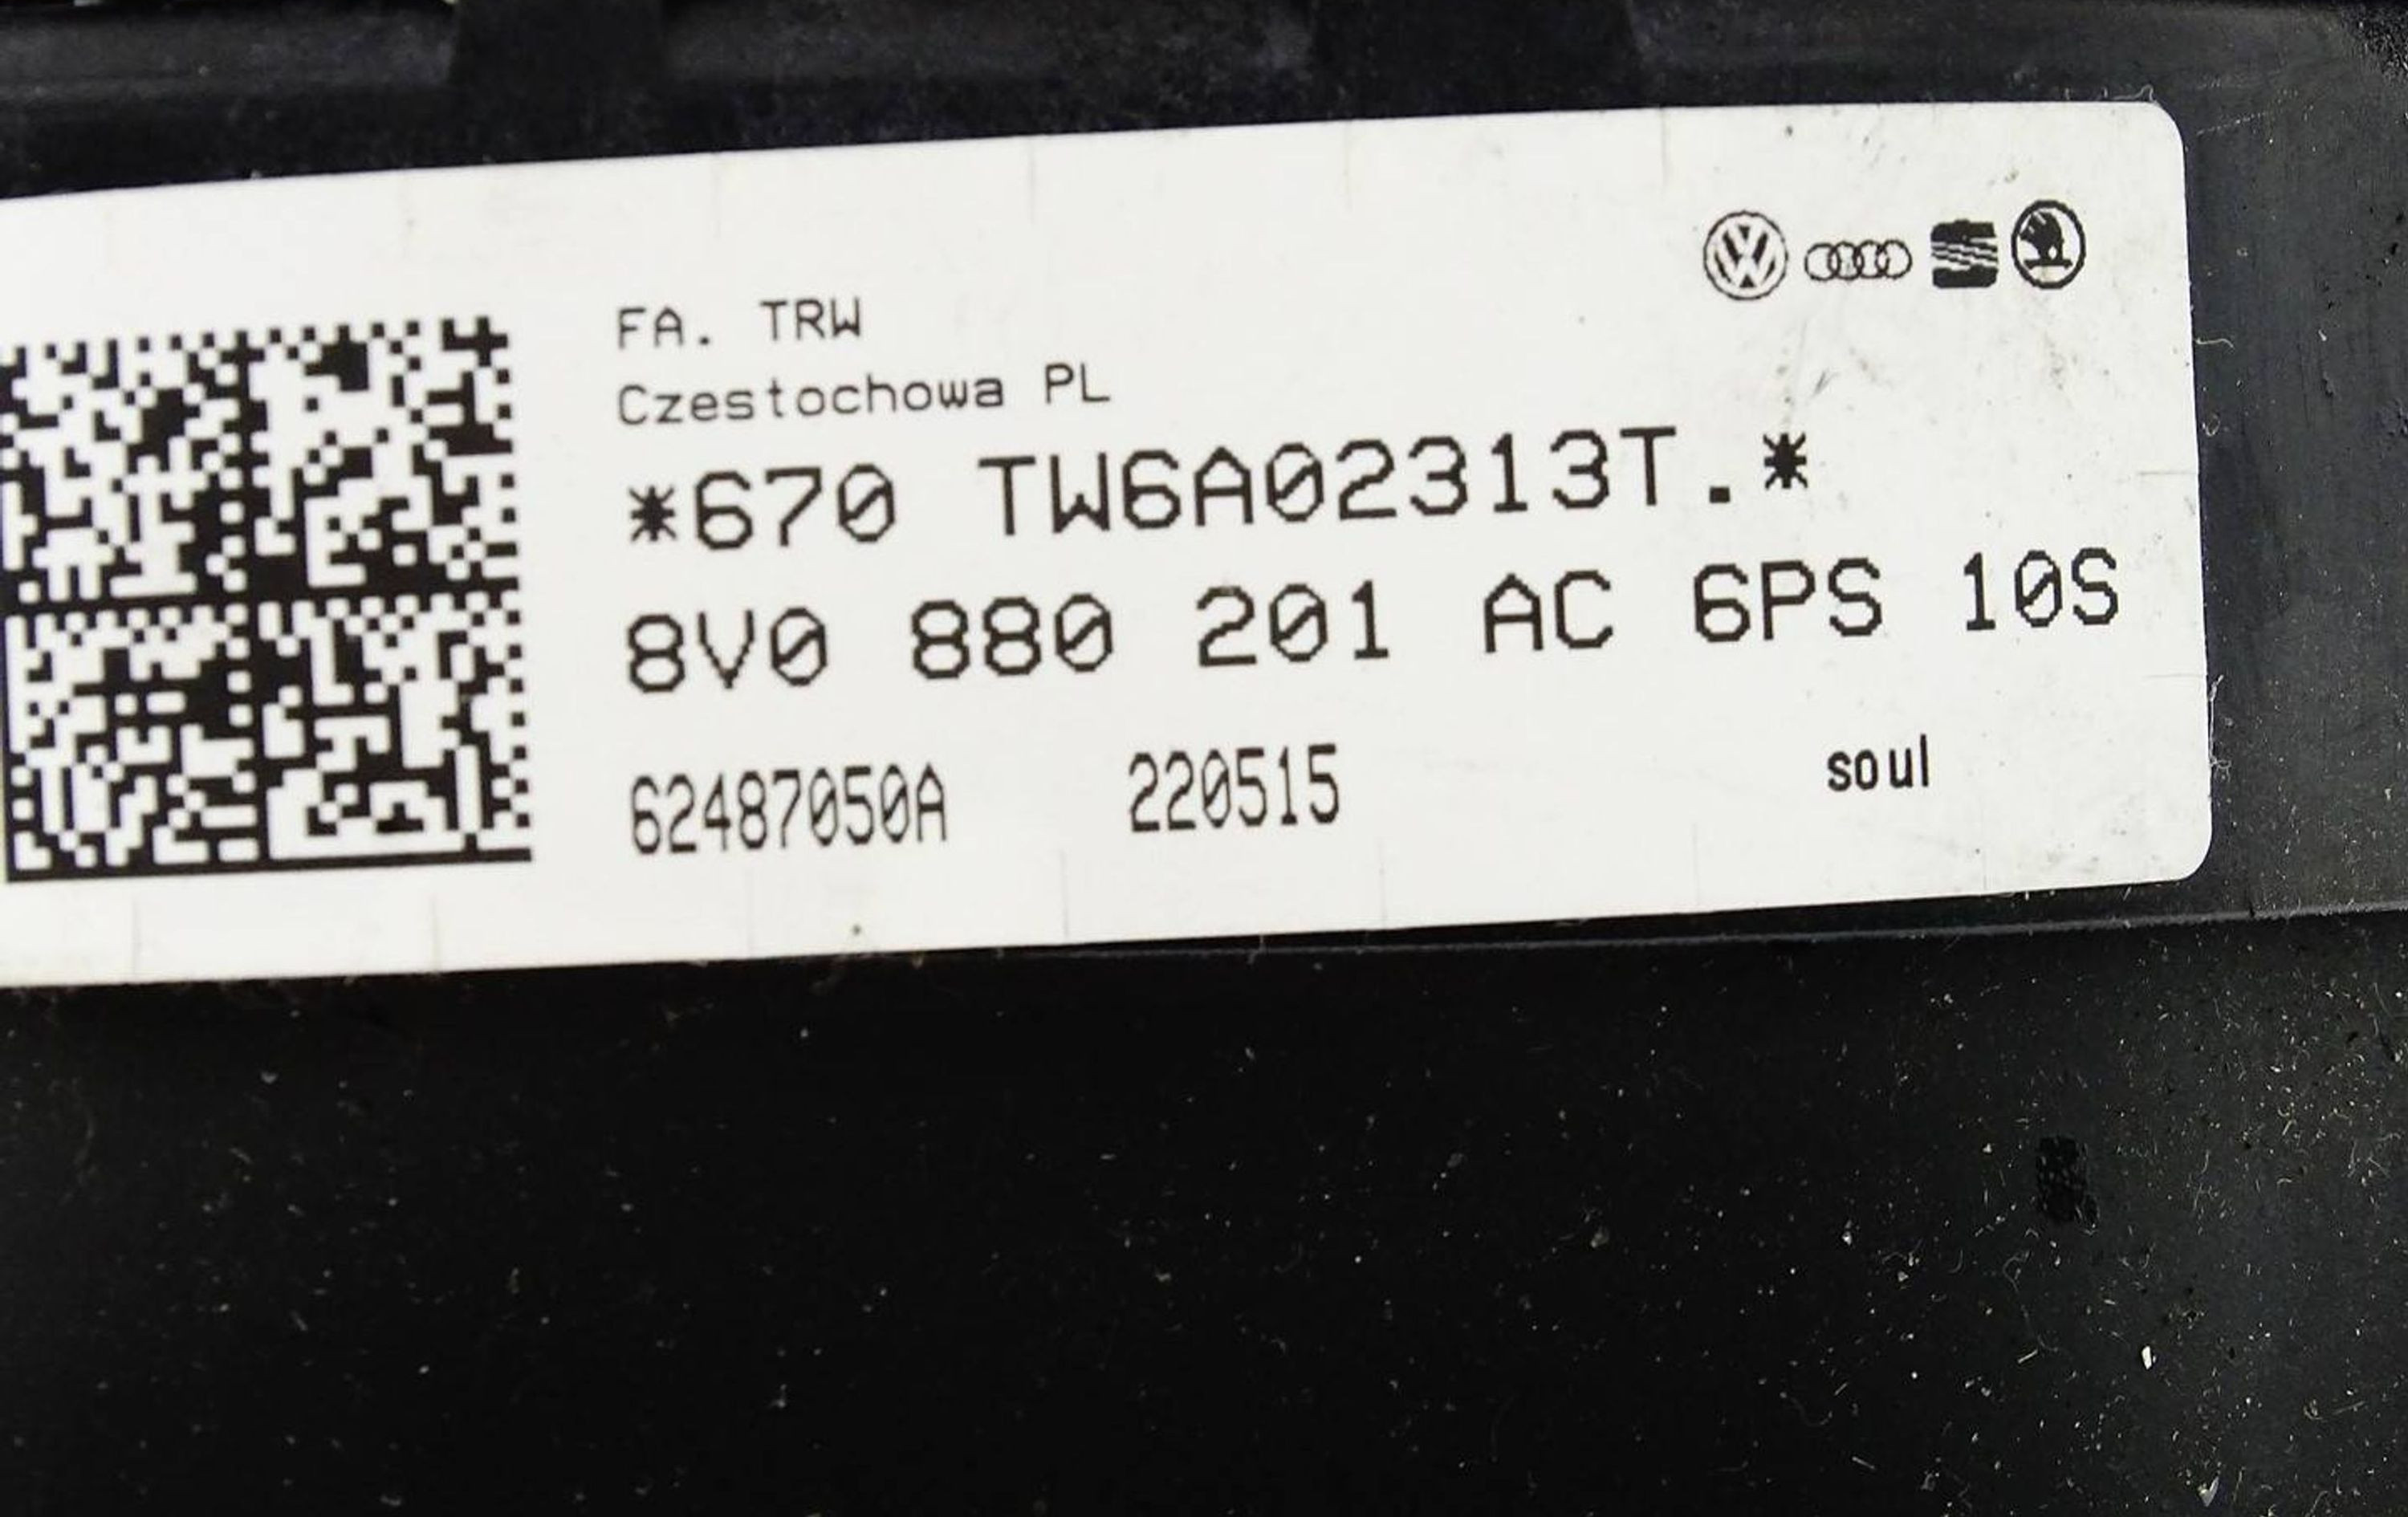 FA. TRW
Czestochowa PL
*670 TW6A02313T.*
8V0 880 201 AC 6PS 10S
62487050A 220515 soul